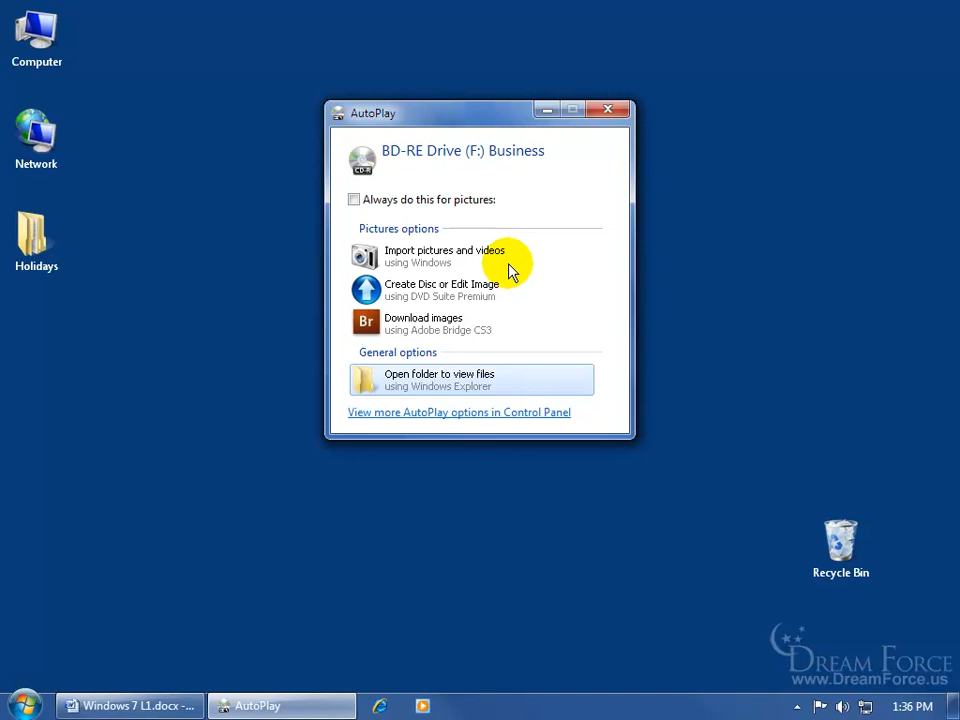 Computer
Network
Holidays
AutoPlay
BD-RE Drive (F:) Business
CD-R
Always do this for pictures:
Pictures options
Import pictures and videos
using Windows
Create Disc or Edit Image
using DVD Suite Premium
Br
Download images
using Adobe Bridge CS3
General options
Open folder to view files
using Windows Explorer
View more AutoPlay options in Control Panel
Recycle Bin
DREAM FORCE
www.DreamForce.us
Windows 7 L1.docx -...
AutoPlay
1:36 PM